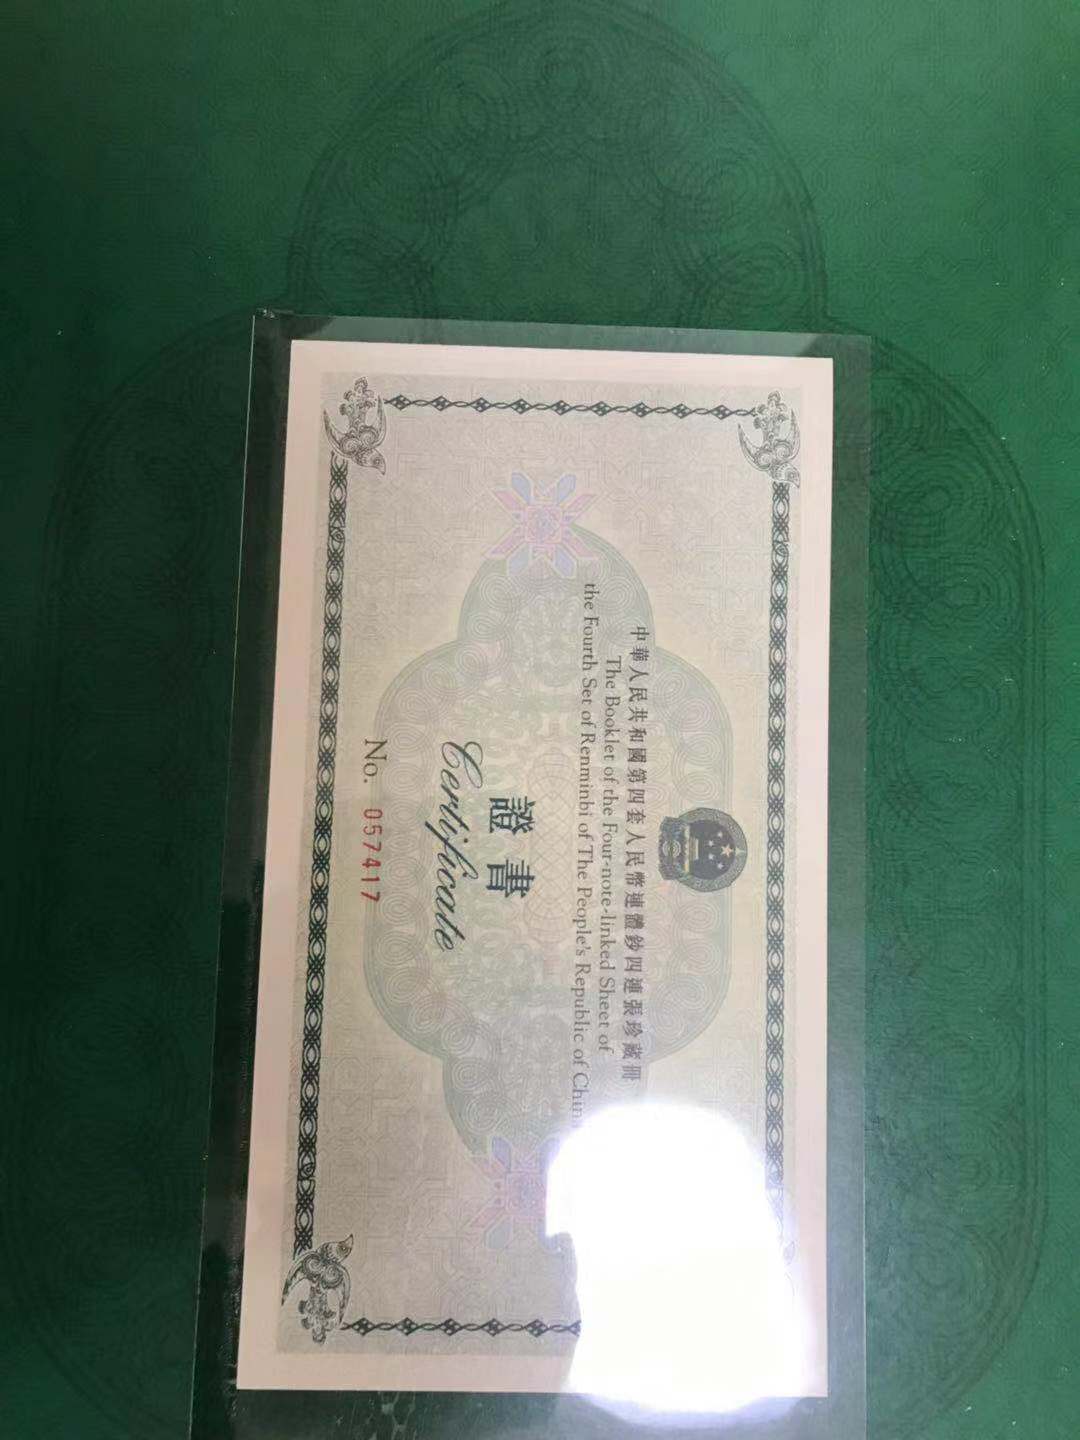 中華人民共和國第四套人民幣連體鈔四連張珍藏冊
The Booklet of the Four-note-linked Sheet of
the Fourth Set of Renminbi of The People's Republic of
證書
Certificate
No. 057417